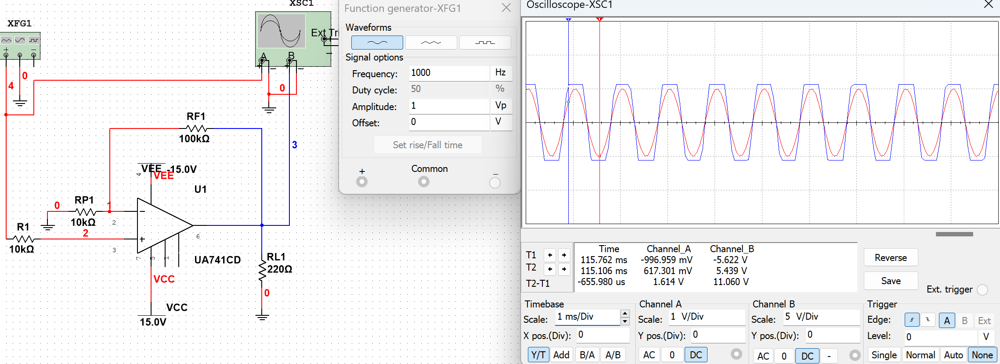 XFG1
+
−
4
0
XSC1
Ext Tri
A
B
+
−
+
−
0
RF1
100kΩ
3
VEE -15.0V
4
VEE
U1
0
RP1
1
10kΩ
2
−
R1
2
+
10kΩ
3
6
7
5
1
UA741CD
RL1
220Ω
VCC
0
VCC
15.0V
Function generator-XFG1
Waveforms
Signal options
Frequency: 1000 Hz
Duty cycle: 50 %
Amplitude: 1 Vp
Offset: 0 V
Set rise/Fall time
+
Common
−
Oscilloscope-XSC1
Time Channel_A Channel_B
T1 115.762 ms -996.959 mV -5.622 V
T2 115.106 ms 617.301 mV 5.439 V
T2-T1 -655.980 us 1.614 V 11.060 V
Reverse
Save
Ext. trigger
Timebase
Scale: 1 ms/Div
X pos.(Div): 0
Y/T Add B/A A/B
Channel A
Scale: 1 V/Div
Y pos.(Div): 0
AC 0 DC
Channel B
Scale: 5 V/Div
Y pos.(Div): 0
AC 0 DC -
Trigger
Edge: A B Ext
Level: 0 V
Single Normal Auto None